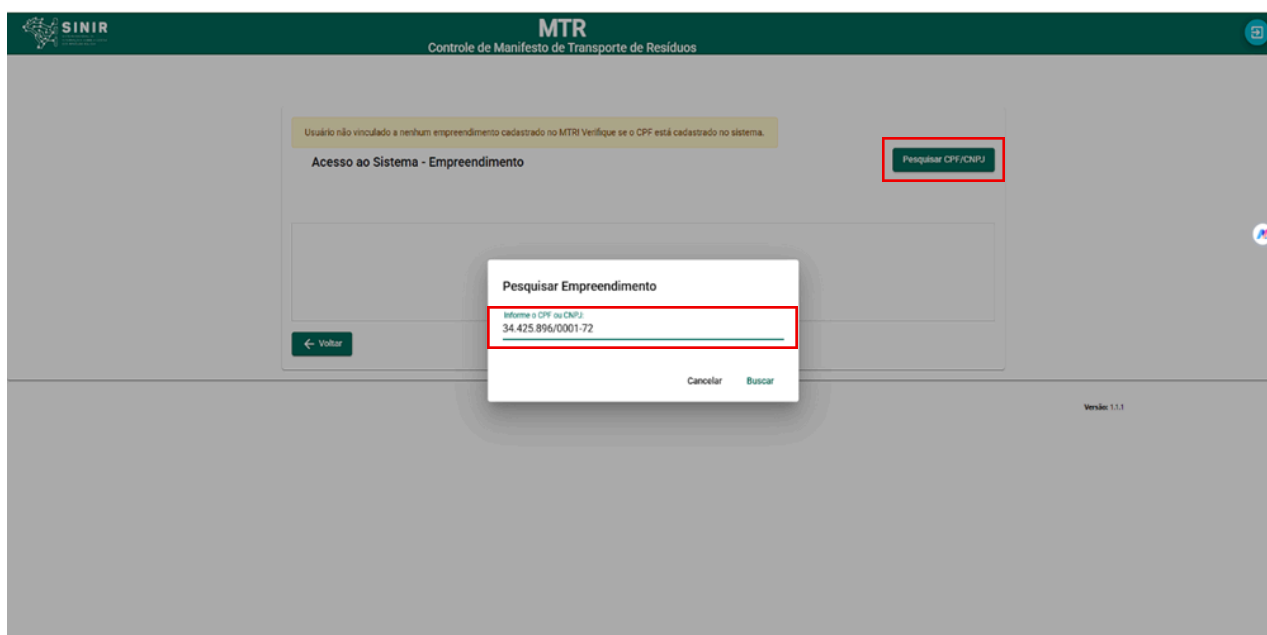 SINIR
MTR
Controle de Manifesto de Transporte de Resíduos
Usuário não vinculado a nenhum empreendimento cadastrado no MTR! Verifique se o CPF está cadastrado no sistema.
Acesso ao Sistema - Empreendimento
Pesquisar CPF/CNPJ
Pesquisar Empreendimento
Informe o CPF ou CNPJ:
34.425.896/0001-72
Cancelar Buscar
← Voltar
Versão: 1.1.1